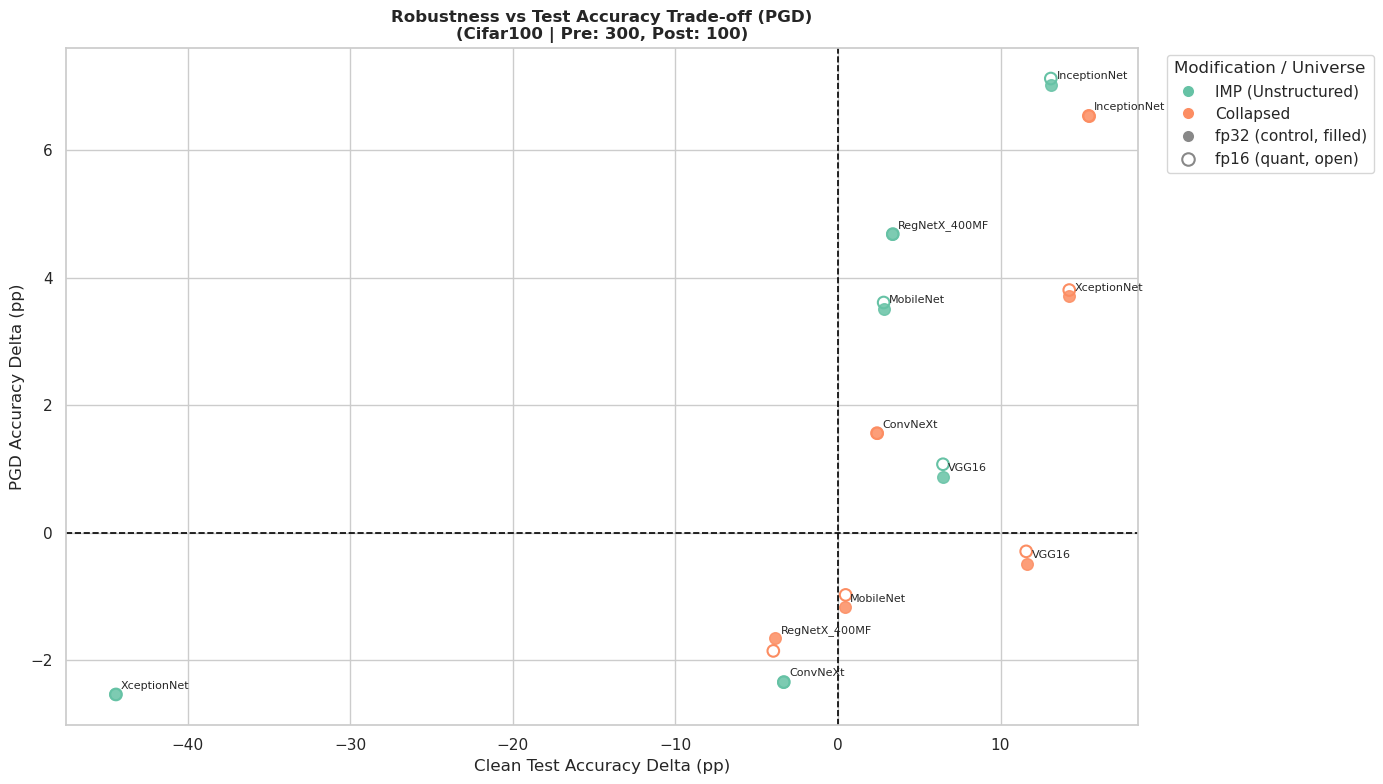 Robustness vs Test Accuracy Trade-off (PGD)
(Cifar100 | Pre: 300, Post: 100)
Modification / Universe
IMP (Unstructured)
Collapsed
fp32 (control, filled)
fp16 (quant, open)
InceptionNet
InceptionNet
RegNetX_400MF
XceptionNet
MobileNet
ConvNeXt
VGG16
VGG16
MobileNet
RegNetX_400MF
ConvNeXt
XceptionNet
PGD Accuracy Delta (pp)
6
4
2
0
−2
−40
−30
−20
−10
0
10
Clean Test Accuracy Delta (pp)